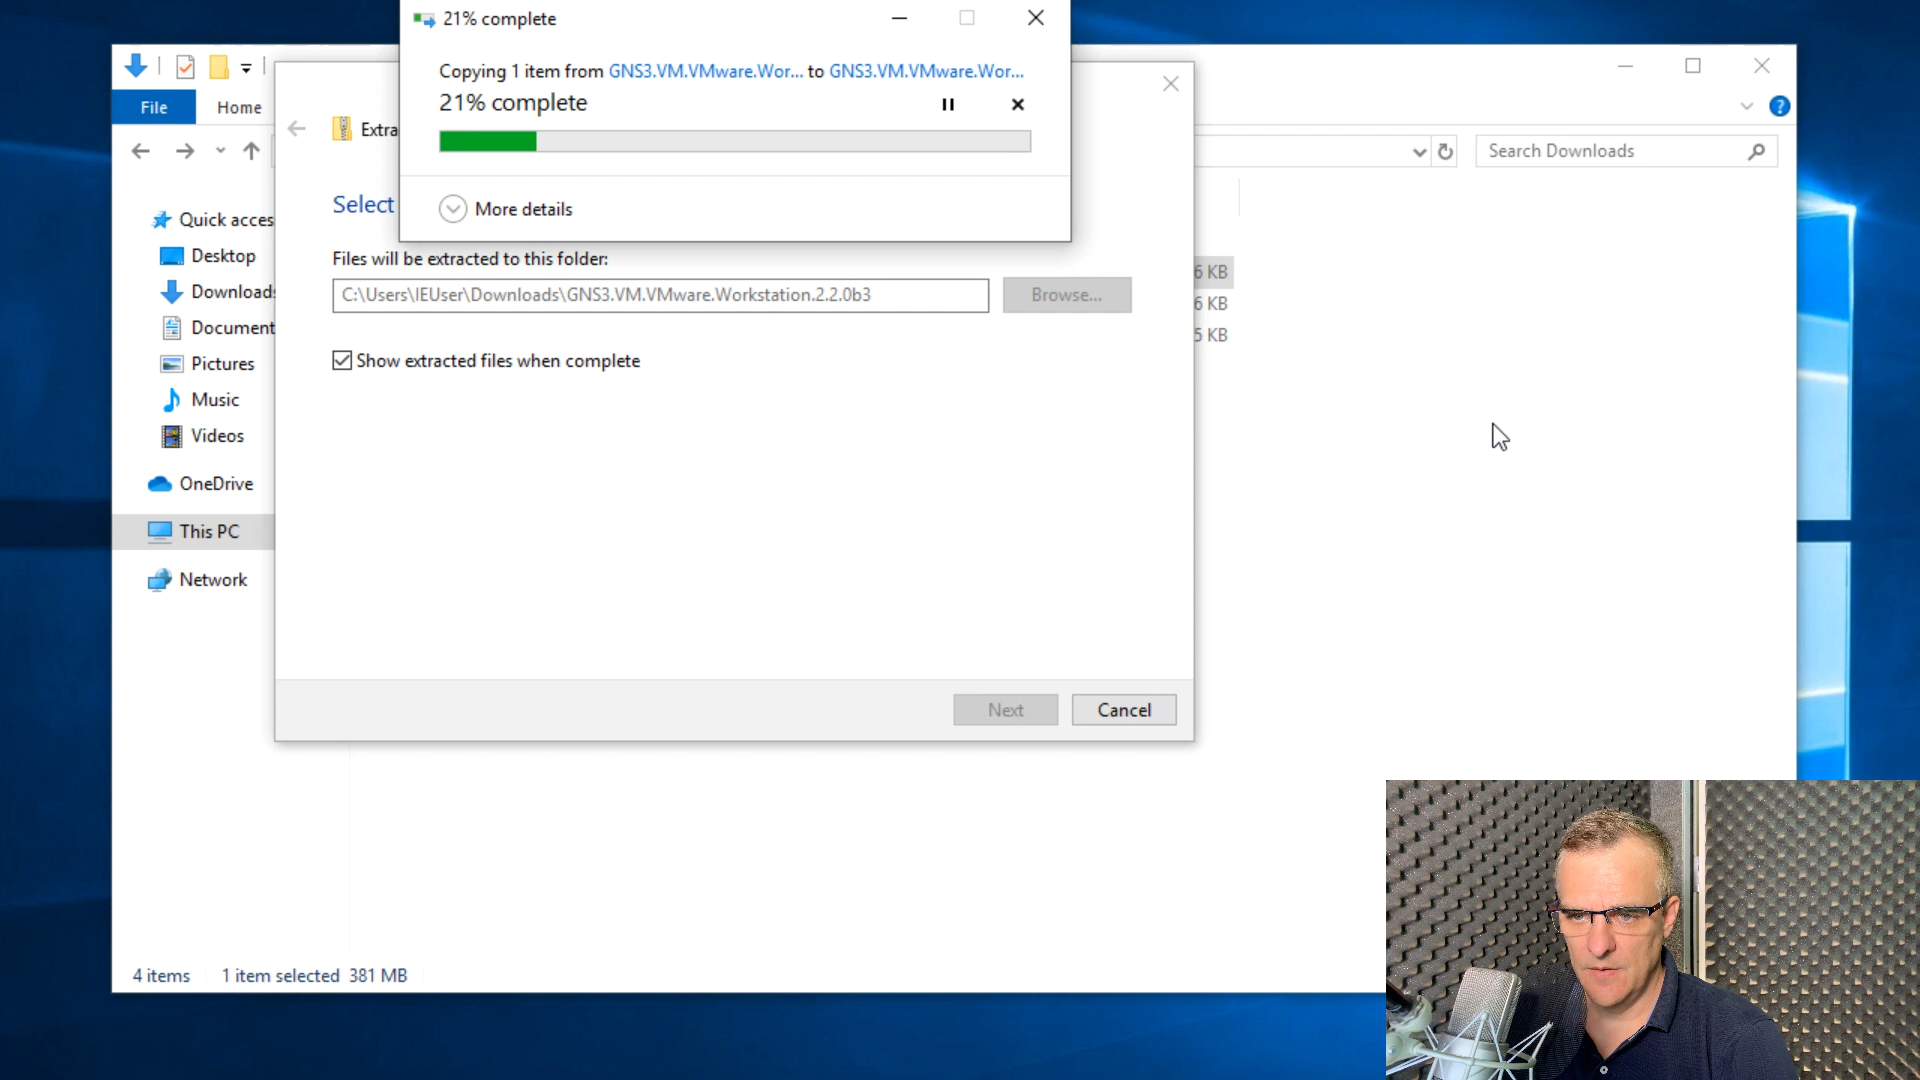 21% complete
Copying 1 item from GNS3.VM.VMware.Wor... to GNS3.VM.VMware.Wor...
21% complete
More details
File
Home
Extra
Search Downloads
Select
Files will be extracted to this folder:
C:\Users\IEUser\Downloads\GNS3.VM.VMware.Workstation.2.2.0b3
Browse...
Show extracted files when complete
Next
Cancel
Quick acces
Desktop
Downloads
Document
Pictures
Music
Videos
OneDrive
This PC
Network
6 KB
6 KB
5 KB
4 items
1 item selected 381 MB